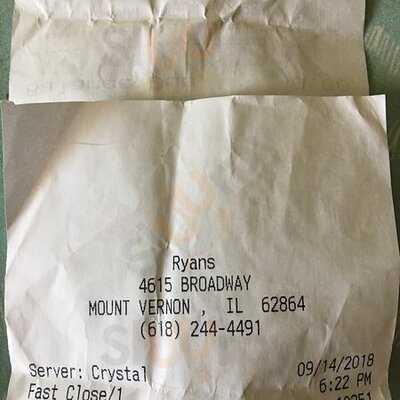 Ryans
4615 BROADWAY
MOUNT VERNON , IL 62864
(618) 244-4491
Server: Crystal 09/14/2018
Fast Close/1 6:22 PM